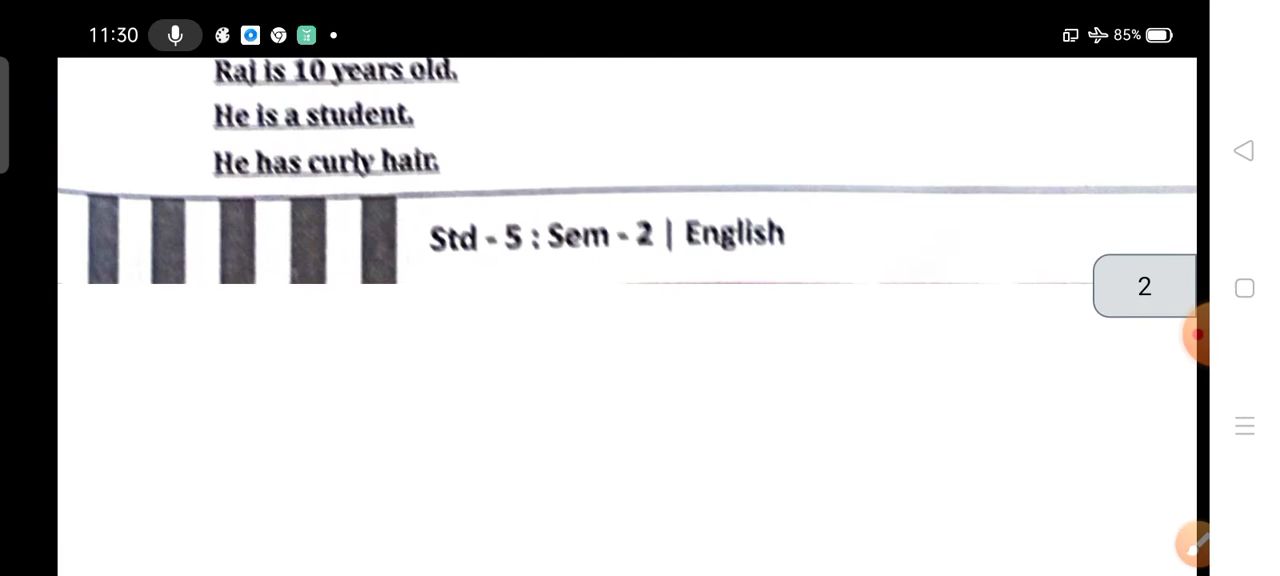 11:30
85%
Raj is 10 years old.
He is a student.
He has curly hair.
Std - 5 : Sem - 2 | English
2